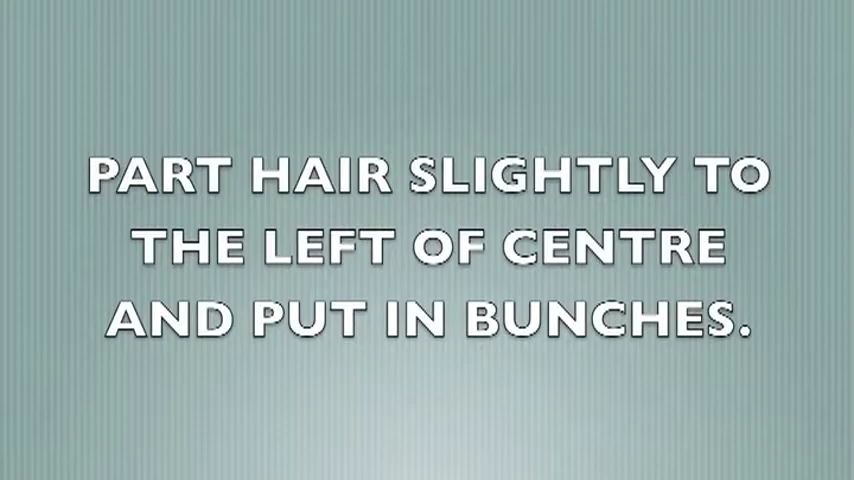 PART HAIR SLIGHTLY TO
THE LEFT OF CENTRE
AND PUT IN BUNCHES.